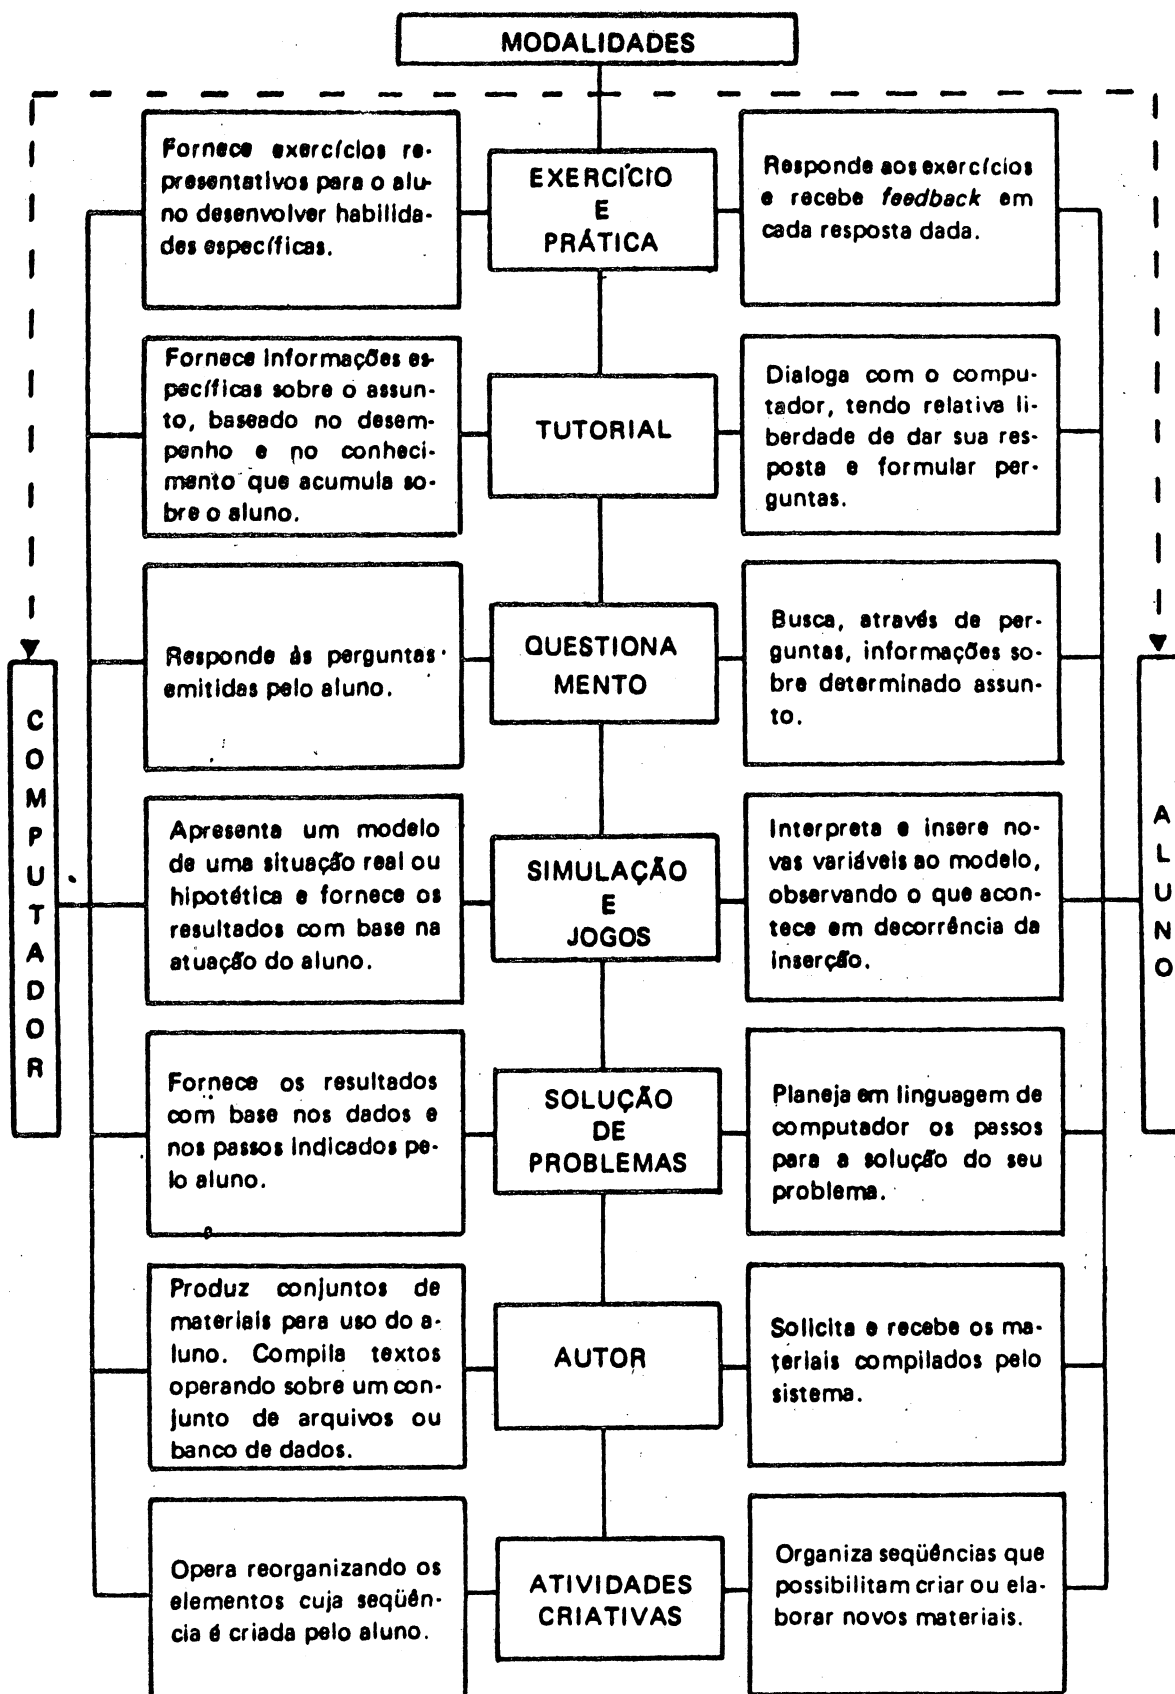 MODALIDADES
Fornece exercícios re-
presentativos para o alu-
no desenvolver habilida-
des específicas.
EXERCÍCIO
E
PRÁTICA
Responde aos exercícios
e recebe feedback em
cada resposta dada.
Fornece informações es-
pecíficas sobre o assun-
to, baseado no desem-
penho e no conheci-
mento que acumula so-
bre o aluno.
TUTORIAL
Dialoga com o compu-
tador, tendo relativa li-
berdade de dar sua res-
posta e formular per-
guntas.
Responde às perguntas
emitidas pelo aluno.
QUESTIONA
MENTO
Busca, através de per-
guntas, informações so-
bre determinado assun-
to.
COMPUTADOR
Apresenta um modelo
de uma situação real ou
hipotética e fornece os
resultados com base na
atuação do aluno.
SIMULAÇÃO
E
JOGOS
Interpreta e insere no-
vas variáveis ao modelo,
observando o que acon-
tece em decorrência da
inserção.
ALUNO
Fornece os resultados
com base nos dados e
nos passos indicados pe-
lo aluno.
SOLUÇÃO
DE
PROBLEMAS
Planeja em linguagem de
computador os passos
para a solução do seu
problema.
Produz conjuntos de
materiais para uso do a-
luno. Compila textos
operando sobre um con-
junto de arquivos ou
banco de dados.
AUTOR
Solicita e recebe os ma-
teriais compilados pelo
sistema.
Opera reorganizando os
elementos cuja seqüên-
cia é criada pelo aluno.
ATIVIDADES
CRIATIVAS
Organiza seqüências que
possibilitam criar ou ela-
borar novos materiais.